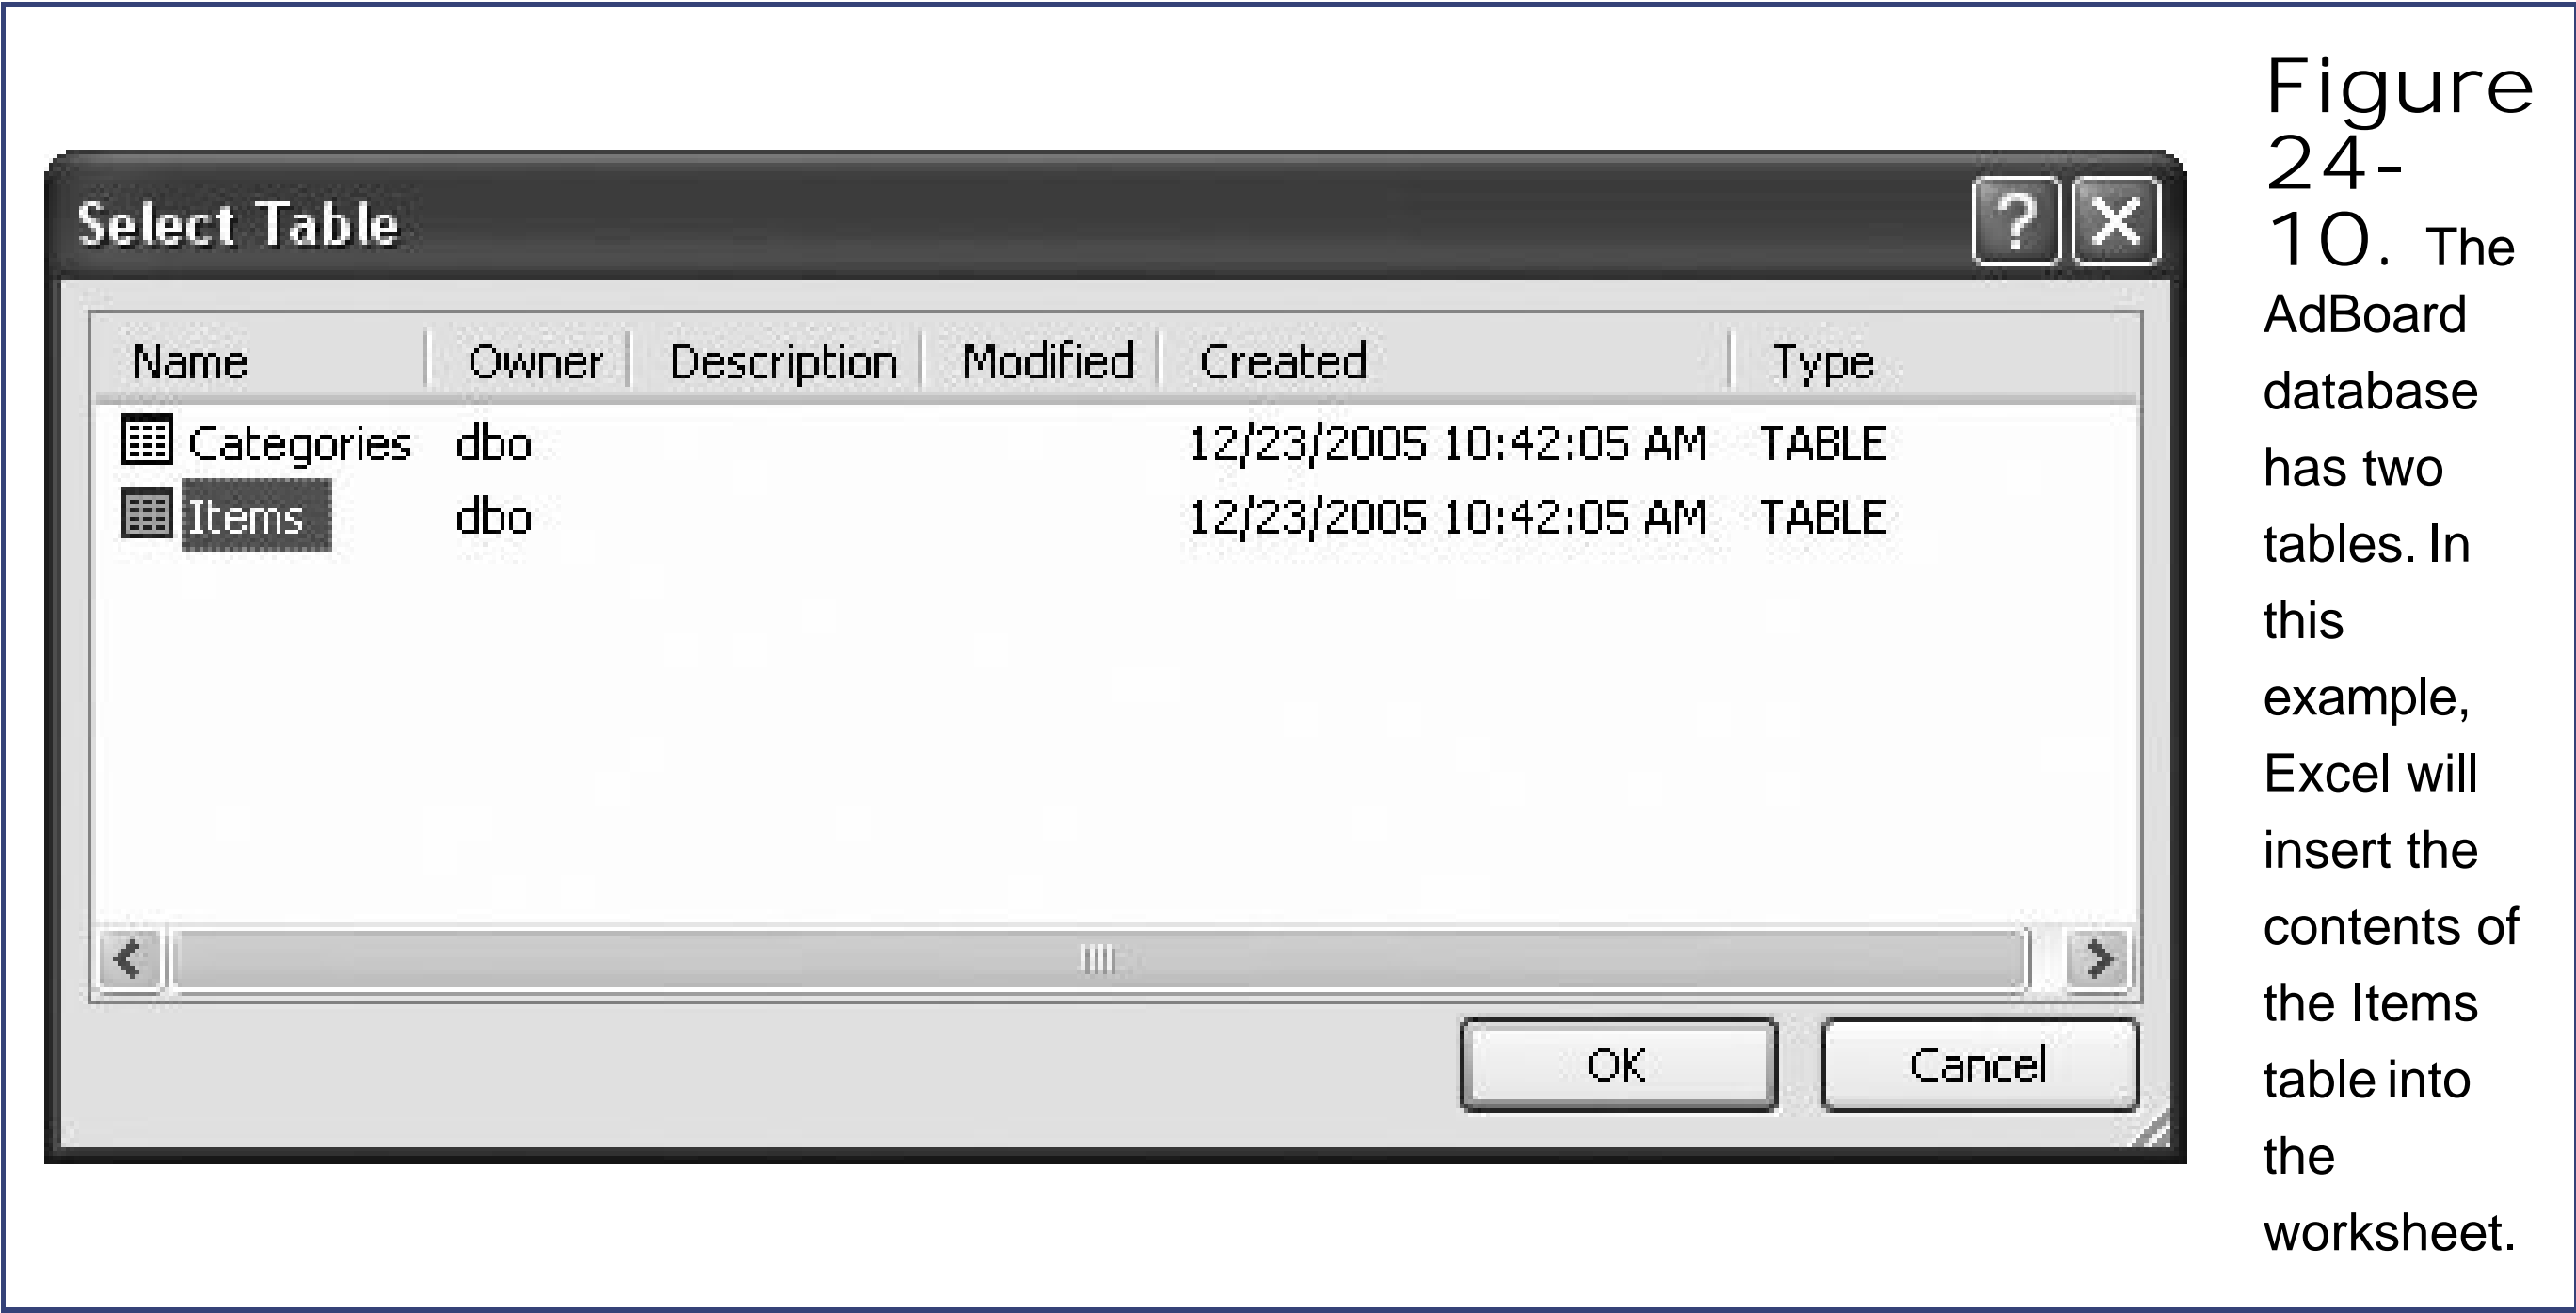 Select Table
Name Owner Description Modified Created Type
Categories dbo 12/23/2005 10:42:05 AM TABLE
Items dbo 12/23/2005 10:42:05 AM TABLE
OK Cancel
Figure
24-
10. The
AdBoard
database
has two
tables. In
this
example,
Excel will
insert the
contents of
the Items
table into
the
worksheet.